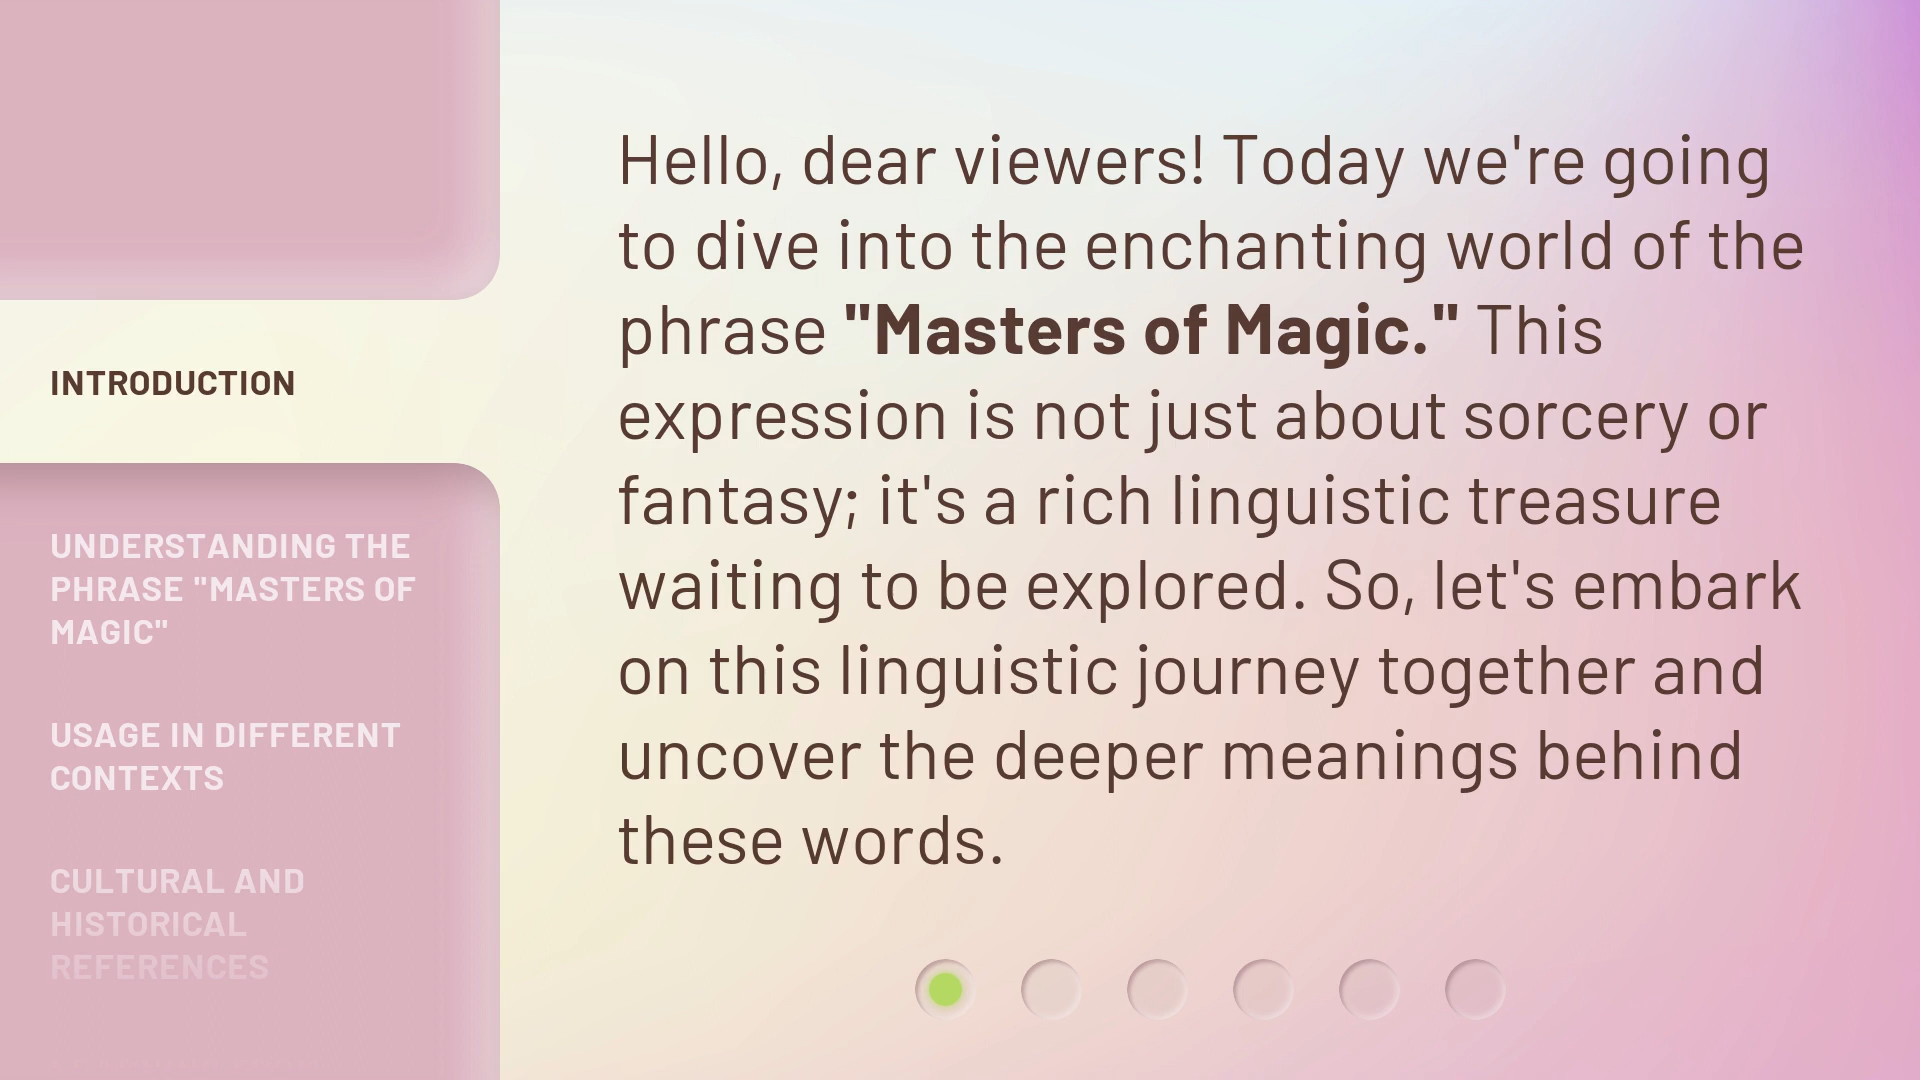 INTRODUCTION
UNDERSTANDING THE
PHRASE "MASTERS OF
MAGIC"
USAGE IN DIFFERENT
CONTEXTS
CULTURAL AND
HISTORICAL
REFERENCES
Hello, dear viewers! Today we're going
to dive into the enchanting world of the
phrase "Masters of Magic." This
expression is not just about sorcery or
fantasy; it's a rich linguistic treasure
waiting to be explored. So, let's embark
on this linguistic journey together and
uncover the deeper meanings behind
these words.